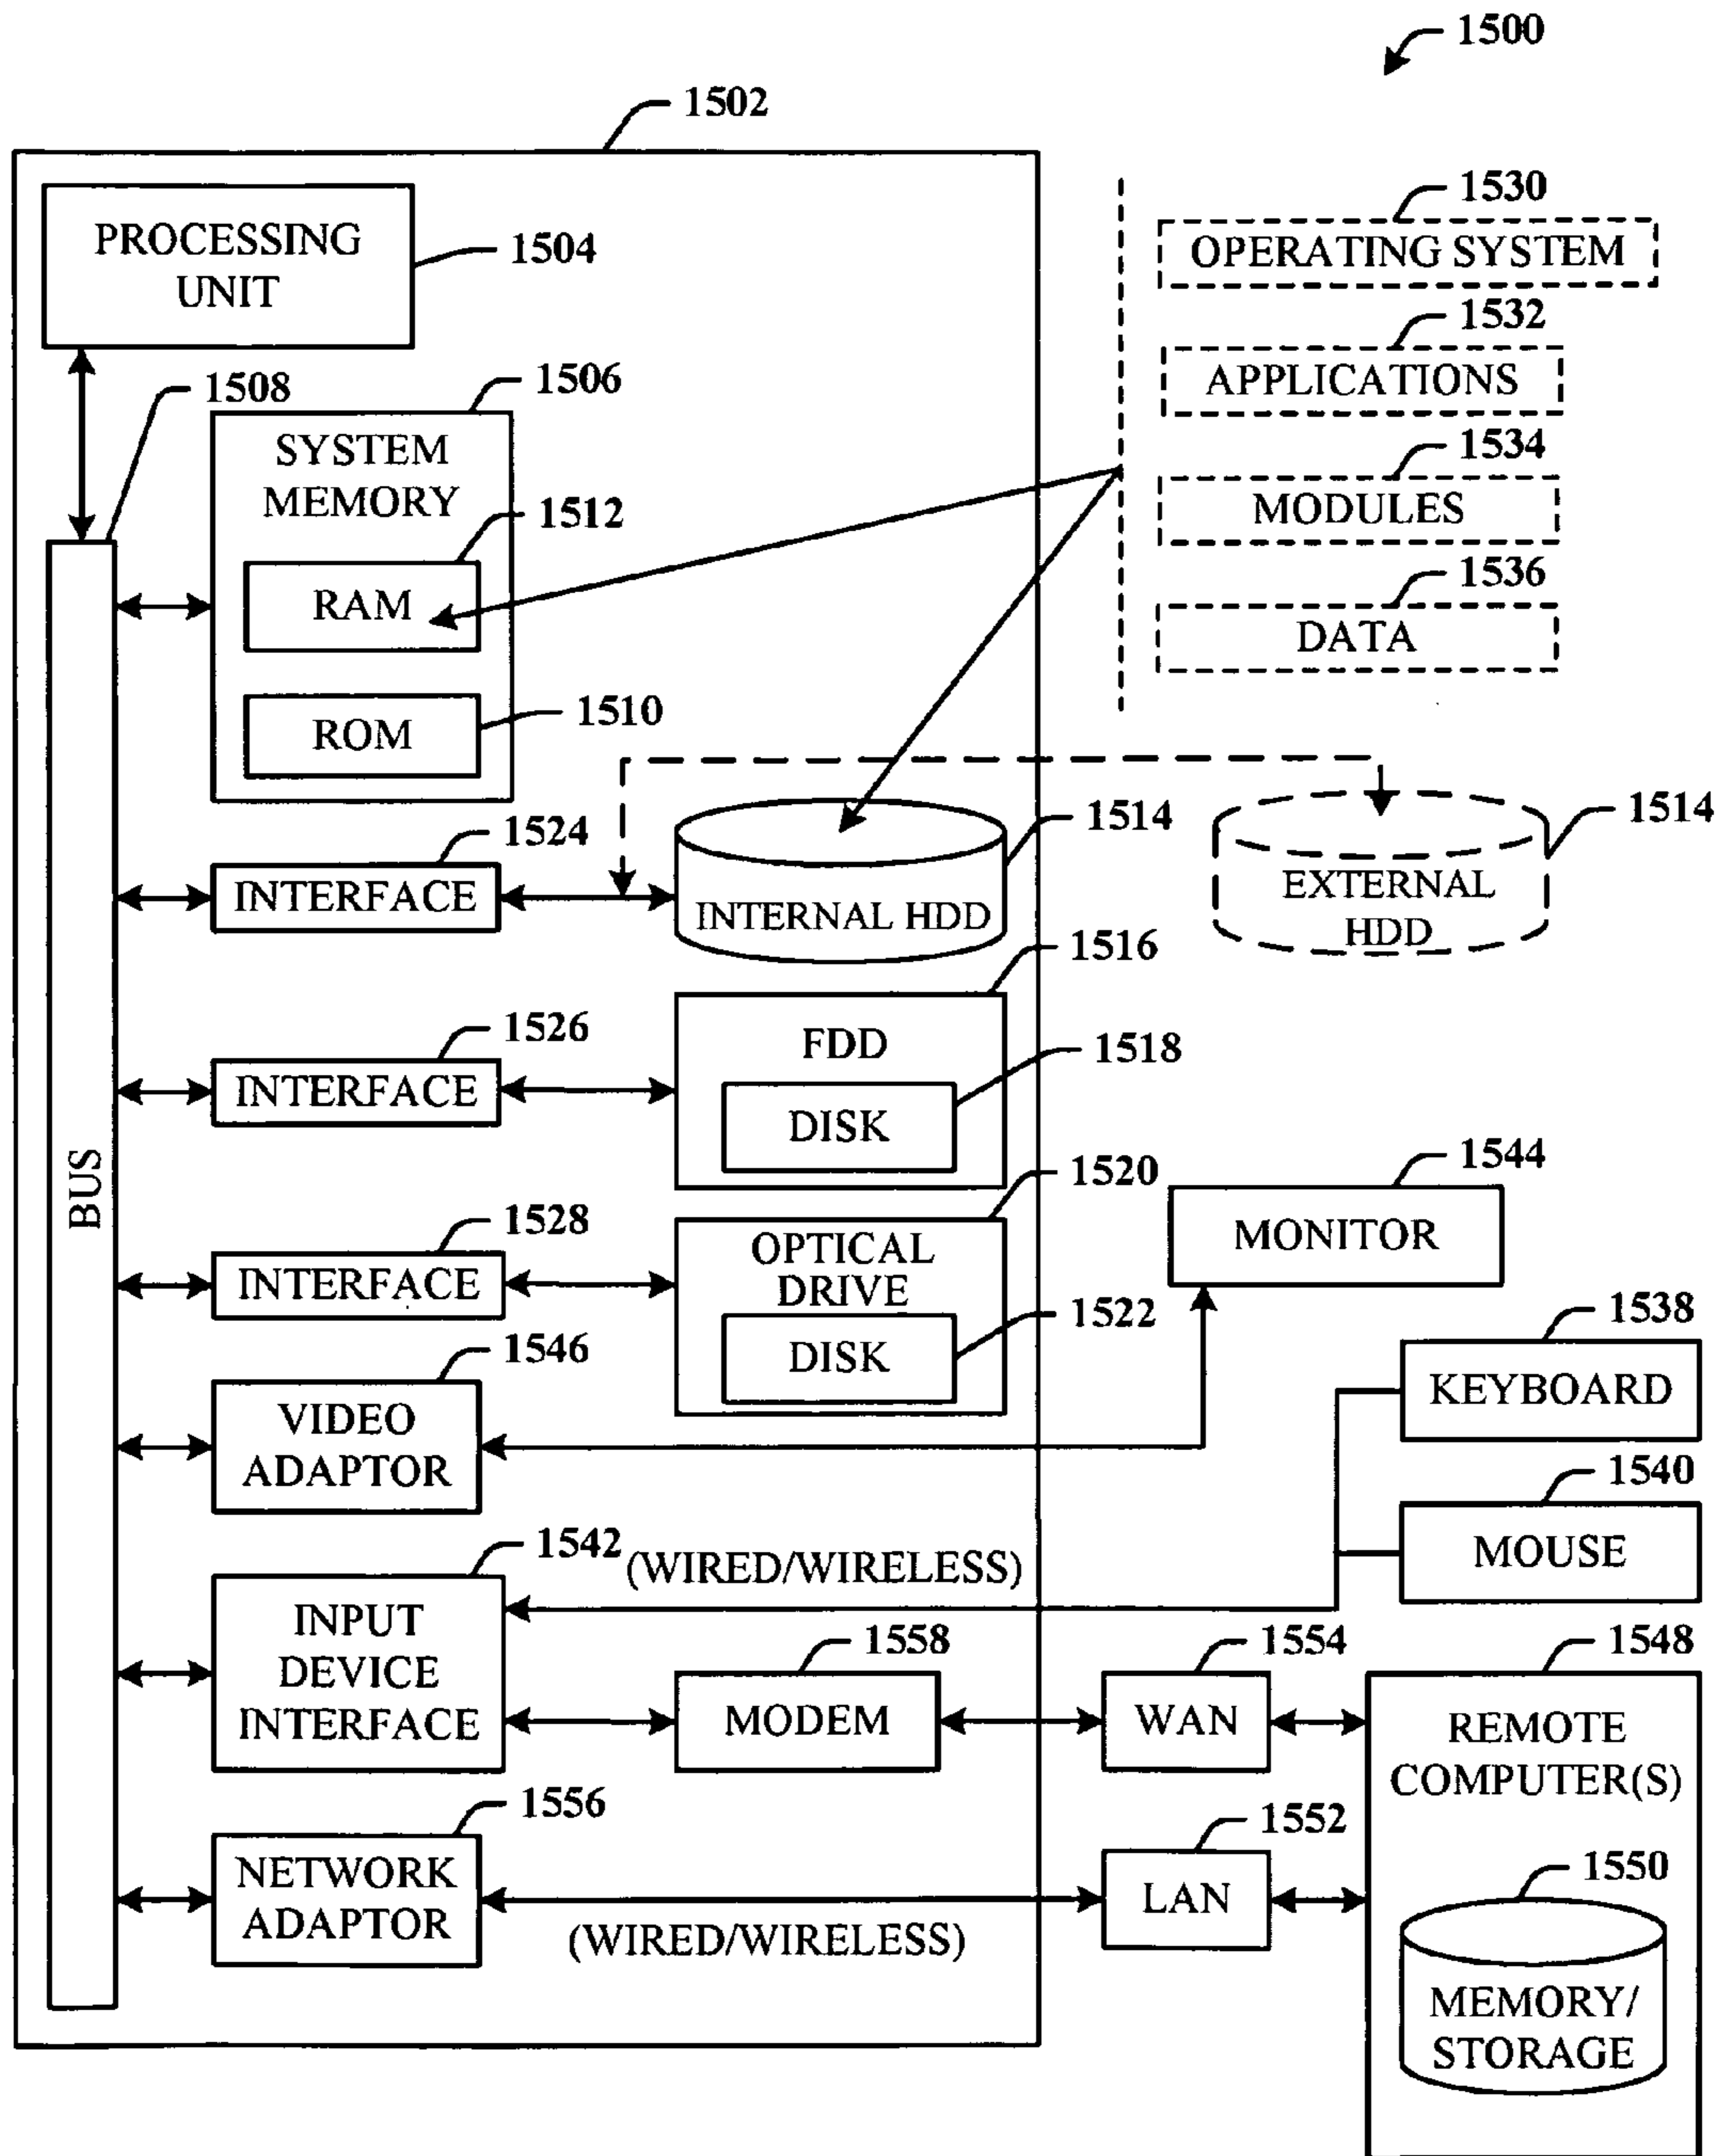 1500
1502
PROCESSING
UNIT
1504
1530
OPERATING SYSTEM
1532
APPLICATIONS
1534
MODULES
1536
DATA
1508
1506
SYSTEM
MEMORY
1512
RAM
1510
ROM
1524
INTERFACE
1514
INTERNAL HDD
1514
EXTERNAL
HDD
1516
FDD
1518
DISK
1526
INTERFACE
BUS
1520
OPTICAL
DRIVE
1522
DISK
1528
INTERFACE
1544
MONITOR
1546
VIDEO
ADAPTOR
1538
KEYBOARD
1540
MOUSE
1542
(WIRED/WIRELESS)
INPUT
DEVICE
INTERFACE
1558
MODEM
1554
WAN
1548
REMOTE
COMPUTER(S)
1556
NETWORK
ADAPTOR
(WIRED/WIRELESS)
1552
LAN
1550
MEMORY/
STORAGE